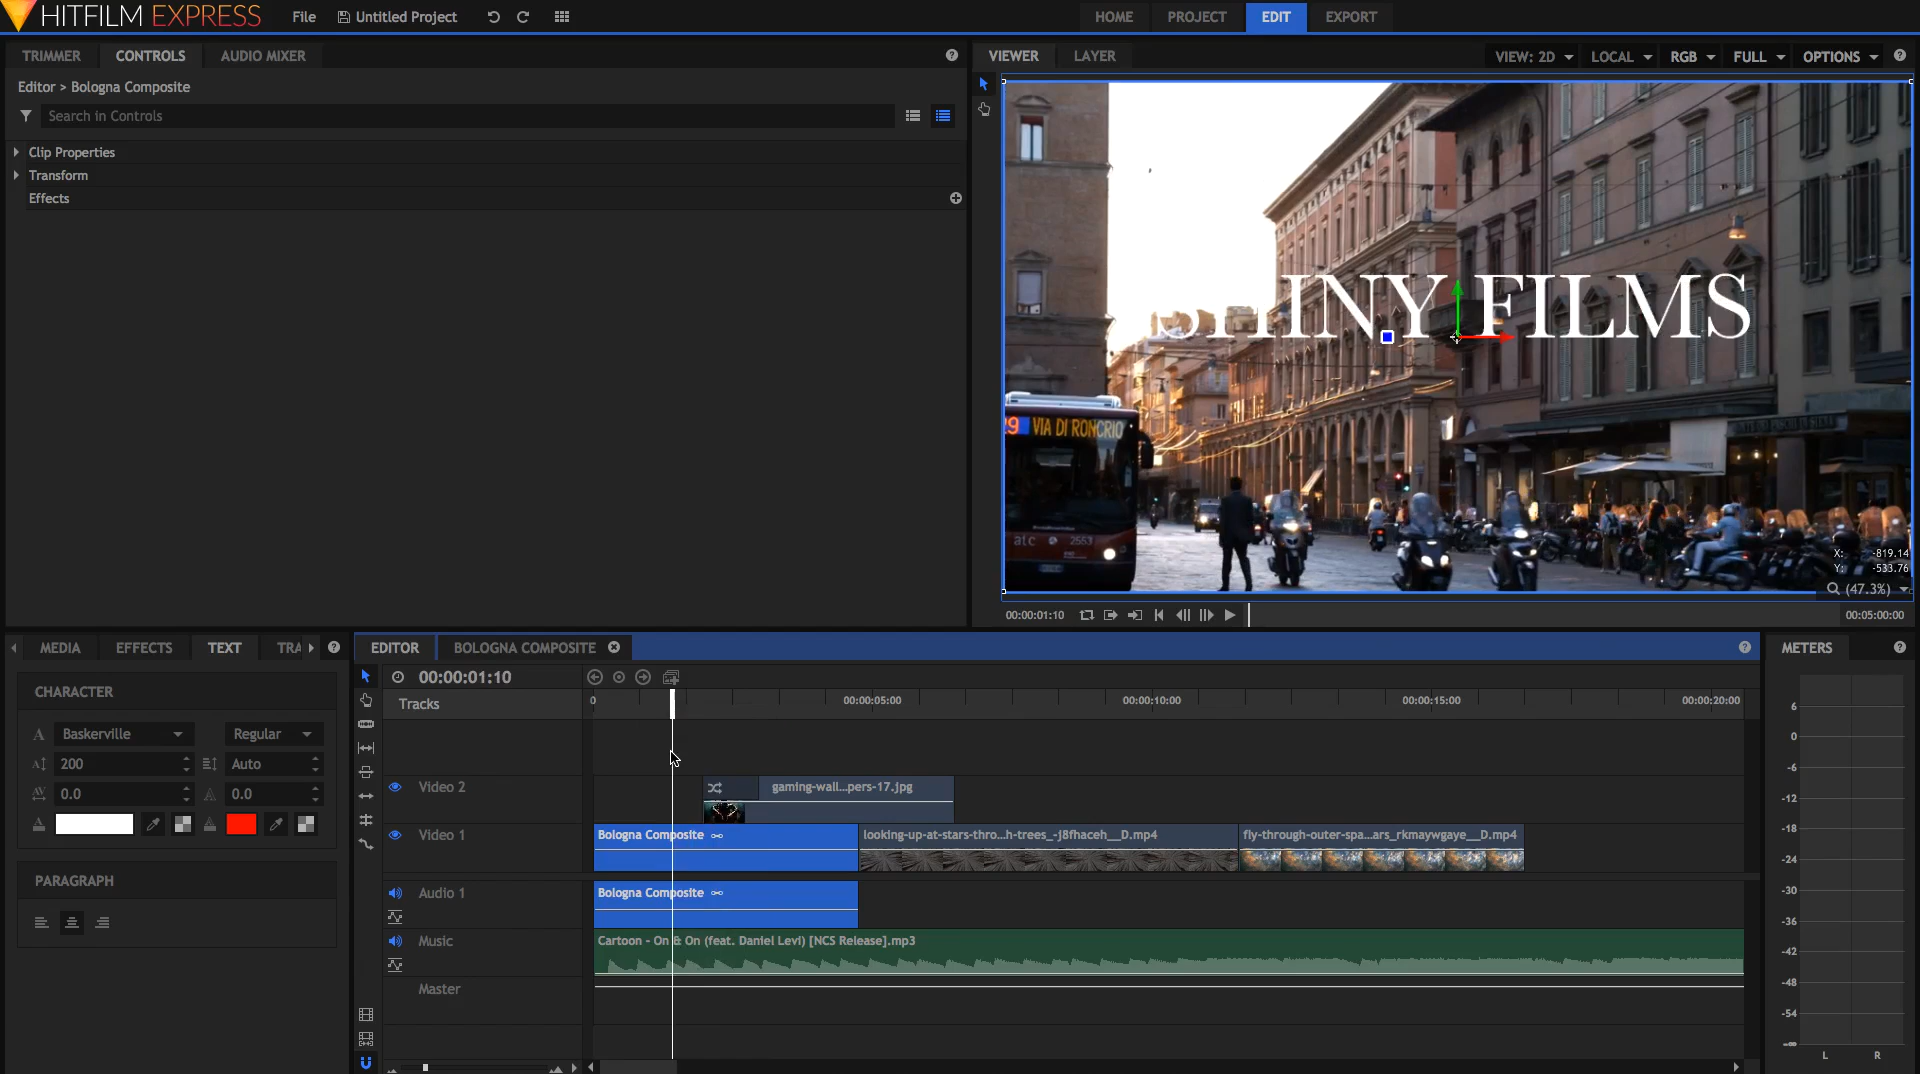 HITFILM EXPRESS
File
Untitled Project
HOME
PROJECT
EDIT
EXPORT
TRIMMER
CONTROLS
AUDIO MIXER
Editor > Bologna Composite
Search in Controls
Clip Properties
Transform
Effects
VIEWER
LAYER
VIEW: 2D
LOCAL
RGB
FULL
OPTIONS
SHINY FILMS
29 VIA DI RONCRIO
atc 2553
X: -819.14
Y: -533.76
(47.3%)
00:00:01:10
00:05:00:00
MEDIA
EFFECTS
TEXT
TRA
CHARACTER
Baskerville
Regular
200
Auto
0.0
0.0
PARAGRAPH
EDITOR
BOLOGNA COMPOSITE
00:00:01:10
Tracks
0
00:00:05:00
00:00:10:00
00:00:15:00
00:00:20:00
Video 2
gaming-wall...pers-17.jpg
Video 1
Bologna Composite
looking-up-at-stars-thro...h-trees_-j8fhaceh__D.mp4
fly-through-outer-spa...ars_rkmaywgaye__D.mp4
Audio 1
Bologna Composite
Music
Cartoon - On & On (feat. Daniel Levi) [NCS Release].mp3
Master
METERS
6
0
-6
-12
-18
-24
-30
-36
-42
-48
-54
-∞
L
R